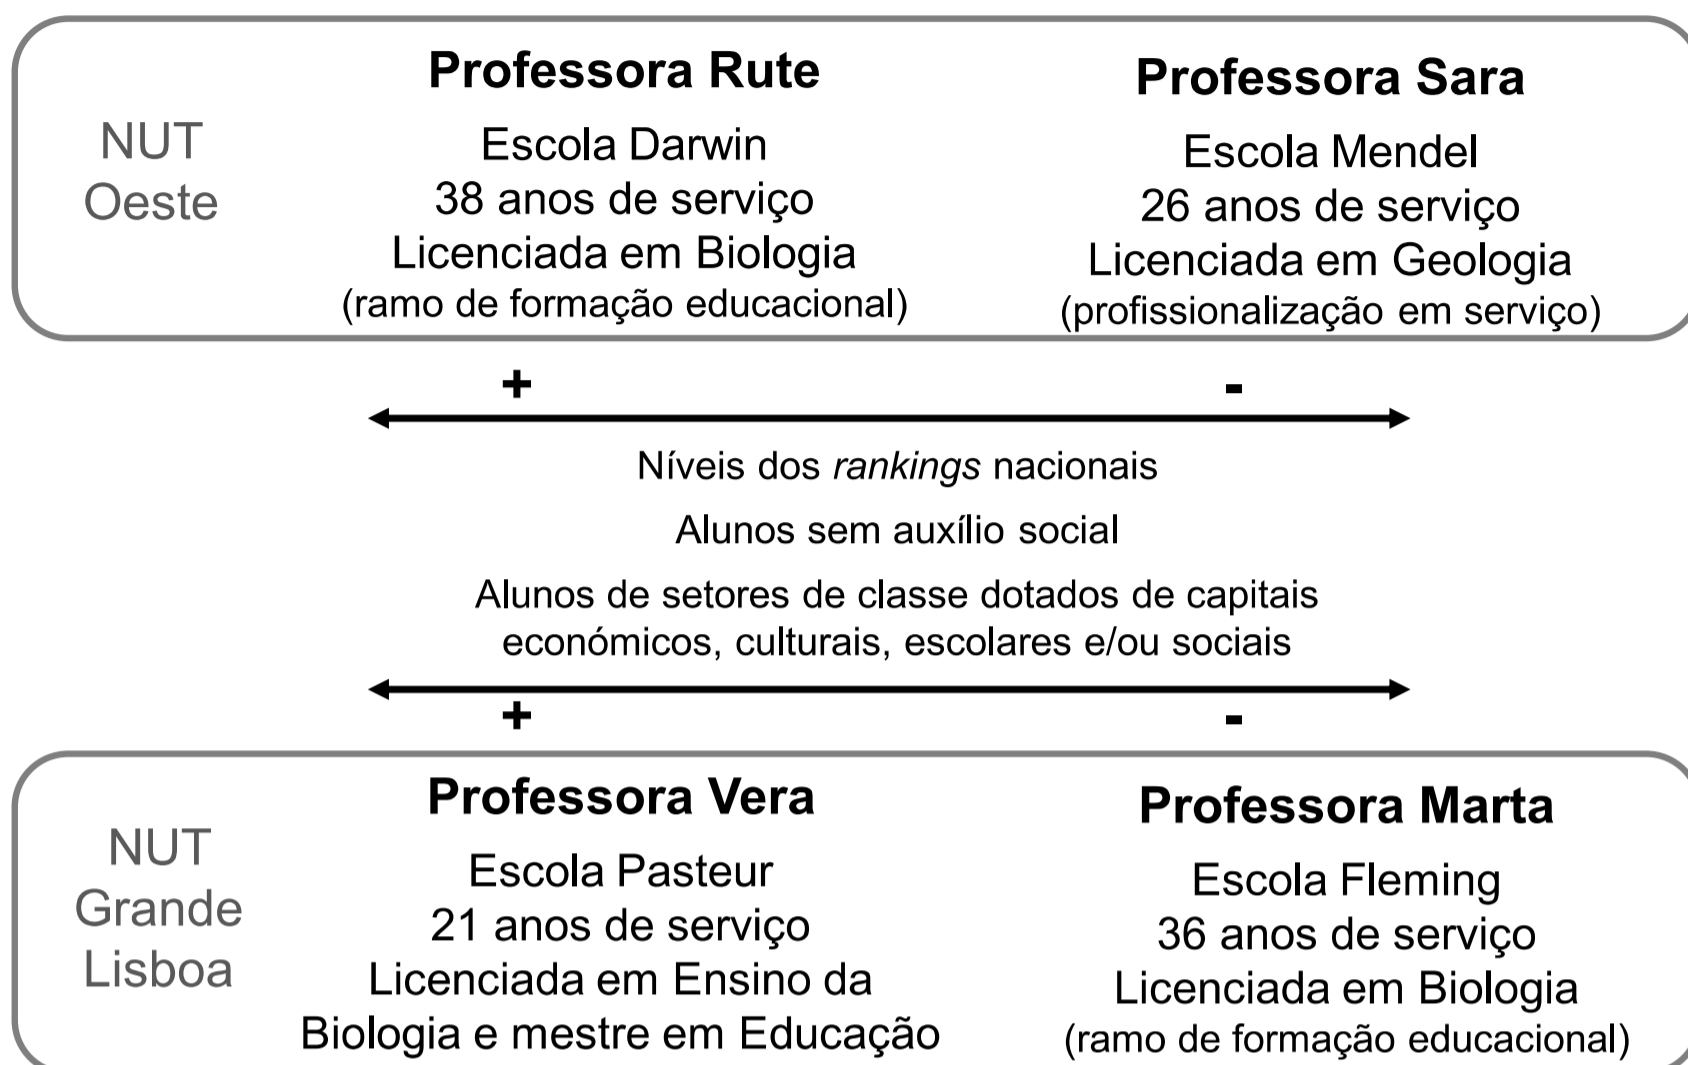 NUT
Oeste
Professora Rute
Escola Darwin
38 anos de serviço
Licenciada em Biologia
(ramo de formação educacional)
Professora Sara
Escola Mendel
26 anos de serviço
Licenciada em Geologia
(profissionalização em serviço)
+ -
Níveis dos rankings nacionais
Alunos sem auxílio social
Alunos de setores de classe dotados de capitais
económicos, culturais, escolares e/ou sociais
+ -
NUT
Grande
Lisboa
Professora Vera
Escola Pasteur
21 anos de serviço
Licenciada em Ensino da
Biologia e mestre em Educação
Professora Marta
Escola Fleming
36 anos de serviço
Licenciada em Biologia
(ramo de formação educacional)